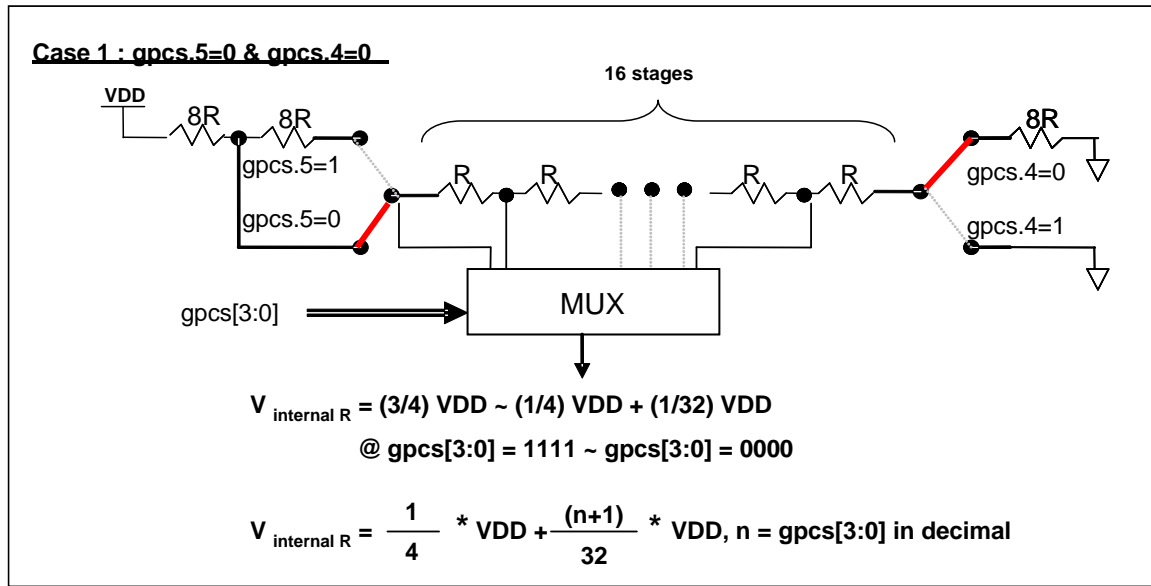 Case 1 : gpcs.5=0 & gpcs.4=0
16 stages
VDD
8R 8R 8R
gpcs.5=1 R R R R gpcs.4=0
gpcs.5=0 gpcs.4=1
gpcs[3:0] MUX
V internal R = (3/4) VDD ~ (1/4) VDD + (1/32) VDD
@ gpcs[3:0] = 1111 ~ gpcs[3:0] = 0000
V internal R = 1/4 * VDD + (n+1)/32 * VDD, n = gpcs[3:0] in decimal